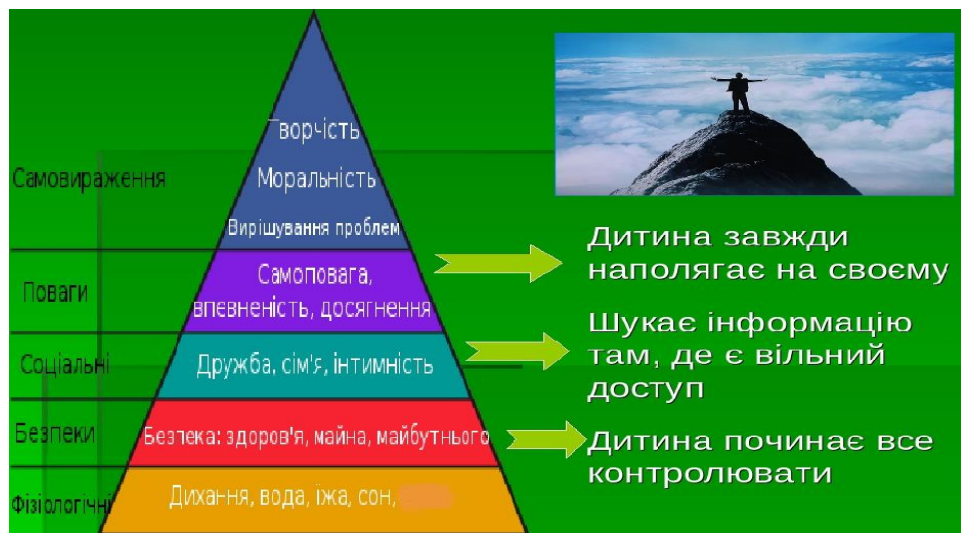 Творчість
Самовираження
Моральність
Вирішування проблем
Поваги
Самоповага,
впевненість, досягнення
Соціальні
Дружба, сім'я, інтимність
Безпеки
Безпека: здоров'я, майна, майбутнього
Фізіологічні
Дихання, вода, їжа, сон,
Дитина завжди
наполягає на своєму
Шукає інформацію
там, де є вільний
доступ
Дитина починає все
контролювати